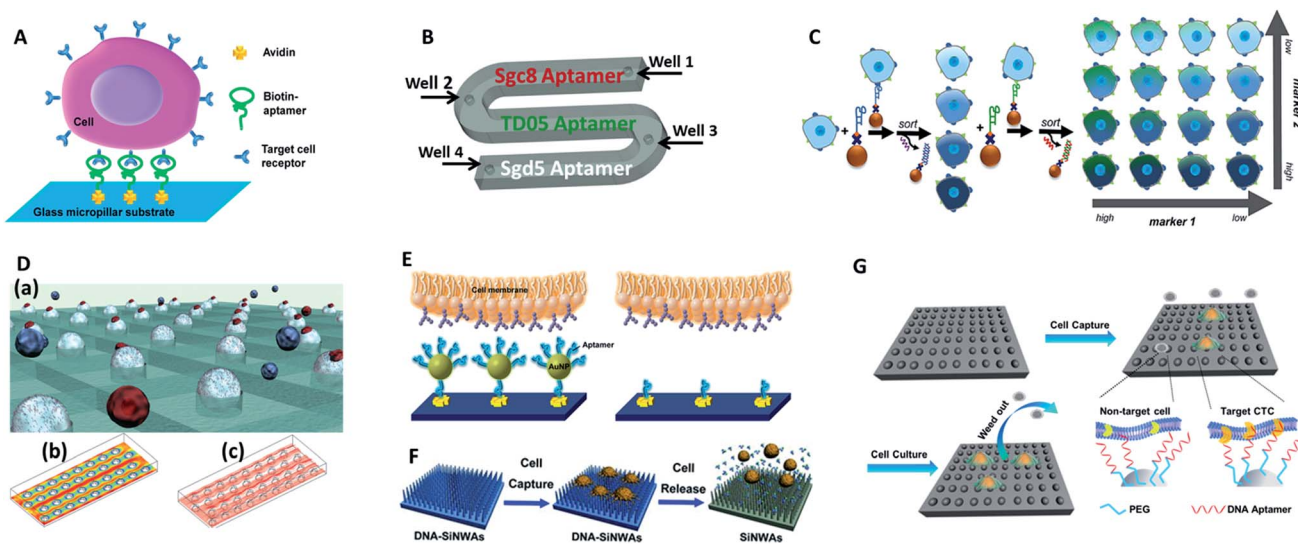 A
Avidin
Biotin-
aptamer
Cell
Target cell
receptor
Glass micropillar substrate
B
Well 1
Sgc8 Aptamer
Well 2
TD05 Aptamer
Well 3
Well 4
Sgd5 Aptamer
C
+
sort
+
sort
low
marker 2
high
high
marker 1
low
D
(a)
(b)
(c)
E
Cell membrane
Aptamer
AuNP
F
Cell
Capture
Cell
Release
DNA-SiNWAs
DNA-SiNWAs
SiNWAs
G
Cell Capture
Weed out
Cell Culture
Non-target cell
Target CTC
PEG
DNA Aptamer